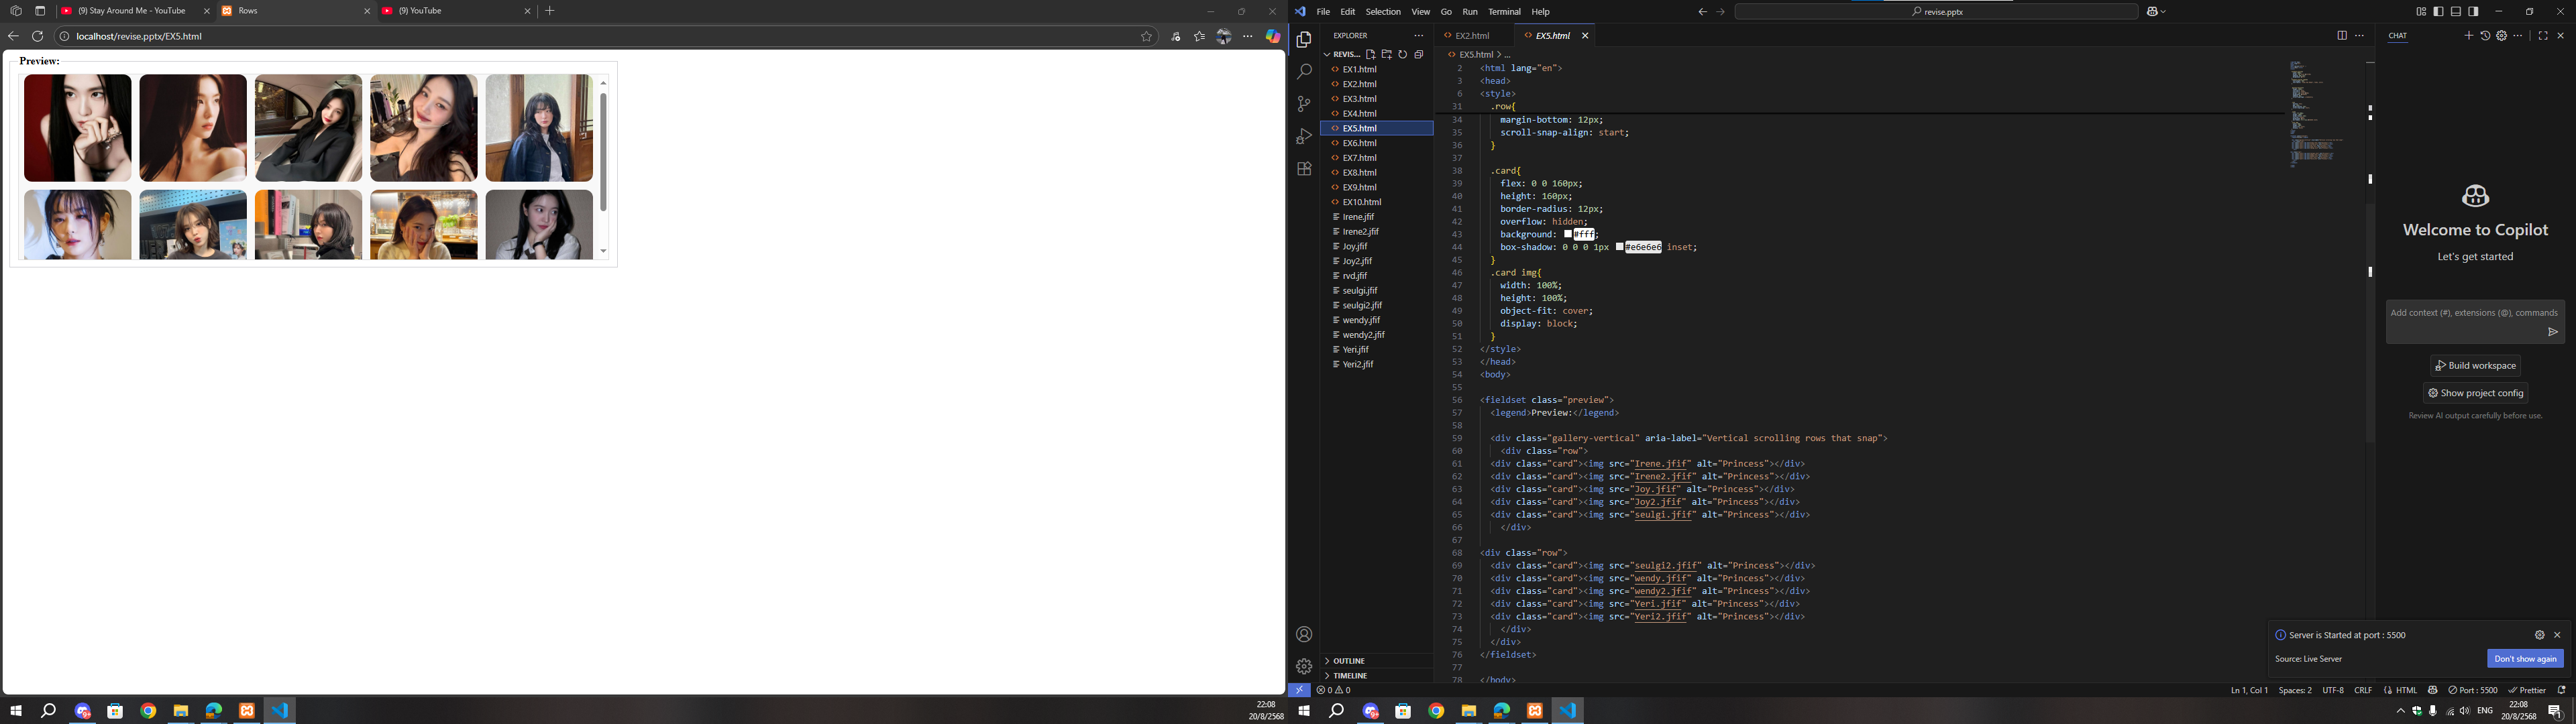 (9) Stay Around Me - YouTube
Rows
(9) YouTube
localhost/revise.pptx/EX5.html
Preview:
File Edit Selection View Go Run Terminal Help
revise.pptx
EXPLORER
REVIS...
EX1.html
EX2.html
EX3.html
EX4.html
EX5.html
EX6.html
EX7.html
EX8.html
EX9.html
EX10.html
Irene.jfif
Irene2.jfif
Joy.jfif
Joy2.jfif
rvd.jfif
seulgi.jfif
seulgi2.jfif
wendy.jfif
wendy2.jfif
Yeri.jfif
Yeri2.jfif
OUTLINE
TIMELINE
EX2.html
EX5.html
EX5.html > ...
2 <html lang="en">
3 <head>
6 <style>
31 .row{
34 margin-bottom: 12px;
35 scroll-snap-align: start;
36 }
37
38 .card{
39 flex: 0 0 160px;
40 height: 160px;
41 border-radius: 12px;
42 overflow: hidden;
43 background: #fff;
44 box-shadow: 0 0 0 1px #e6e6e6 inset;
45 }
46 .card img{
47 width: 100%;
48 height: 100%;
49 object-fit: cover;
50 display: block;
51 }
52 </style>
53 </head>
54 <body>
55
56 <fieldset class="preview">
57 <legend>Preview:</legend>
58
59 <div class="gallery-vertical" aria-label="Vertical scrolling rows that snap">
60 <div class="row">
61 <div class="card"><img src="Irene.jfif" alt="Princess"></div>
62 <div class="card"><img src="Irene2.jfif" alt="Princess"></div>
63 <div class="card"><img src="Joy.jfif" alt="Princess"></div>
64 <div class="card"><img src="Joy2.jfif" alt="Princess"></div>
65 <div class="card"><img src="seulgi.jfif" alt="Princess"></div>
66 </div>
67
68 <div class="row">
69 <div class="card"><img src="seulgi2.jfif" alt="Princess"></div>
70 <div class="card"><img src="wendy.jfif" alt="Princess"></div>
71 <div class="card"><img src="wendy2.jfif" alt="Princess"></div>
72 <div class="card"><img src="Yeri.jfif" alt="Princess"></div>
73 <div class="card"><img src="Yeri2.jfif" alt="Princess"></div>
74 </div>
75 </div>
76 </fieldset>
77
78 </body>
CHAT
Welcome to Copilot
Let's get started
Add context (#), extensions (@), commands
Build workspace
Show project config
Review AI output carefully before use.
Server is Started at port : 5500
Source: Live Server
Don't show again
0 0
Ln 1, Col 1 Spaces: 2 UTF-8 CRLF HTML Port : 5500 Prettier
22:08
20/8/2568
ENG
22:08
20/8/2568